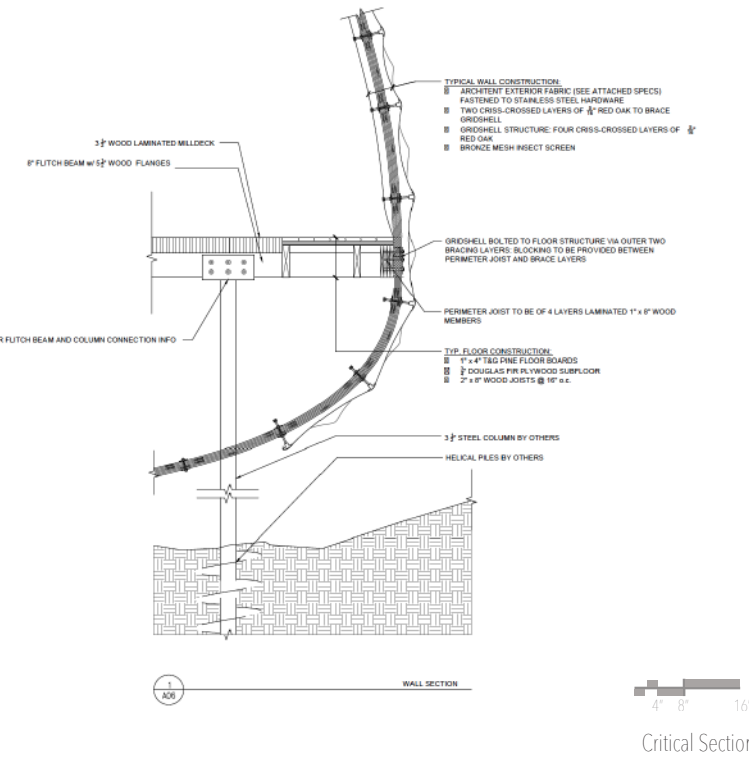 TYPICAL WALL CONSTRUCTION:
ARCHITENT EXTERIOR FABRIC (SEE ATTACHED SPECS)
FASTENED TO STAINLESS STEEL HARDWARE
TWO CRISS-CROSSED LAYERS OF RED OAK TO BRACE
GRIDSHELL
GRIDSHELL STRUCTURE: FOUR CRISS-CROSSED LAYERS OF
RED OAK
BRONZE MESH INSECT SCREEN
WOOD LAMINATED MILLDECK
8" FLITCH BEAM w/ WOOD FLANGES
GRIDSHELL BOLTED TO FLOOR STRUCTURE VIA OUTER TWO
BRACING LAYERS: BLOCKING TO BE PROVIDED BETWEEN
PERIMETER JOIST AND BRACE LAYERS
PERIMETER JOIST TO BE OF 4 LAYERS LAMINATED 1" x 8" WOOD
MEMBERS
R FLITCH BEAM AND COLUMN CONNECTION INFO
TYP. FLOOR CONSTRUCTION:
1" x 4" T&G PINE FLOOR BOARDS
DOUGLAS FIR PLYWOOD SUBFLOOR
WOOD JOISTS @ 16" o.c.
STEEL COLUMN BY OTHERS
HELICAL PILES BY OTHERS
1
A06
WALL SECTION
4" 8" 16"
Critical Section